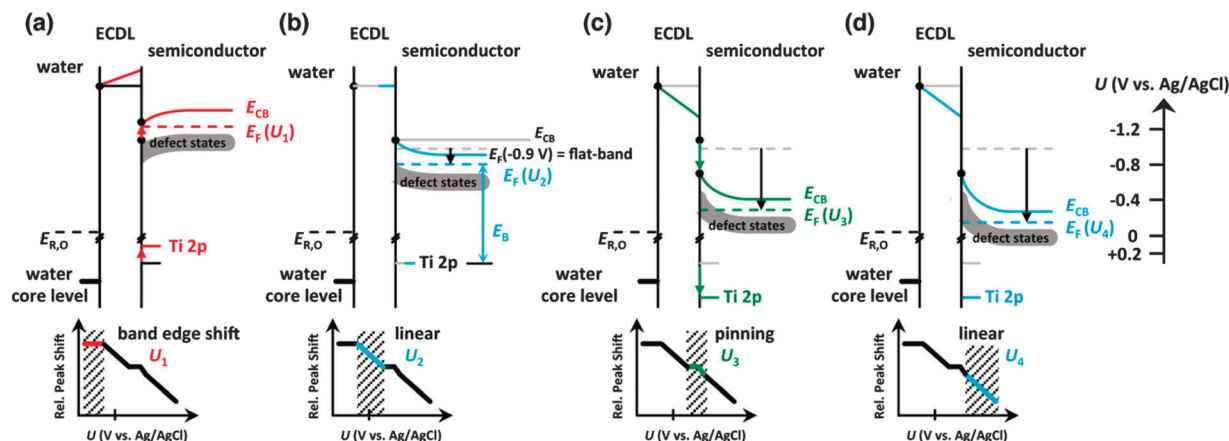 (a)
ECDL
semiconductor
water
E_CB
E_F (U_1)
defect states
E_R,O
Ti 2p
water
core level
band edge shift
U_1
Rel. Peak Shift
U (V vs. Ag/AgCl)
(b)
ECDL
semiconductor
water
E_CB
E_F(-0.9 V) = flat-band
E_F (U_2)
defect states
E_B
E_R,O
Ti 2p
water
core level
linear
U_2
Rel. Peak Shift
U (V vs. Ag/AgCl)
(c)
ECDL
semiconductor
water
E_CB
E_F (U_3)
defect states
E_R,O
Ti 2p
water
core level
pinning
U_3
Rel. Peak Shift
U (V vs. Ag/AgCl)
(d)
ECDL
semiconductor
water
E_CB
E_F (U_4)
defect states
E_R,O
Ti 2p
water
core level
linear
U_4
Rel. Peak Shift
U (V vs. Ag/AgCl)
U (V vs. Ag/AgCl)
-1.2
-0.8
-0.4
0
+0.2